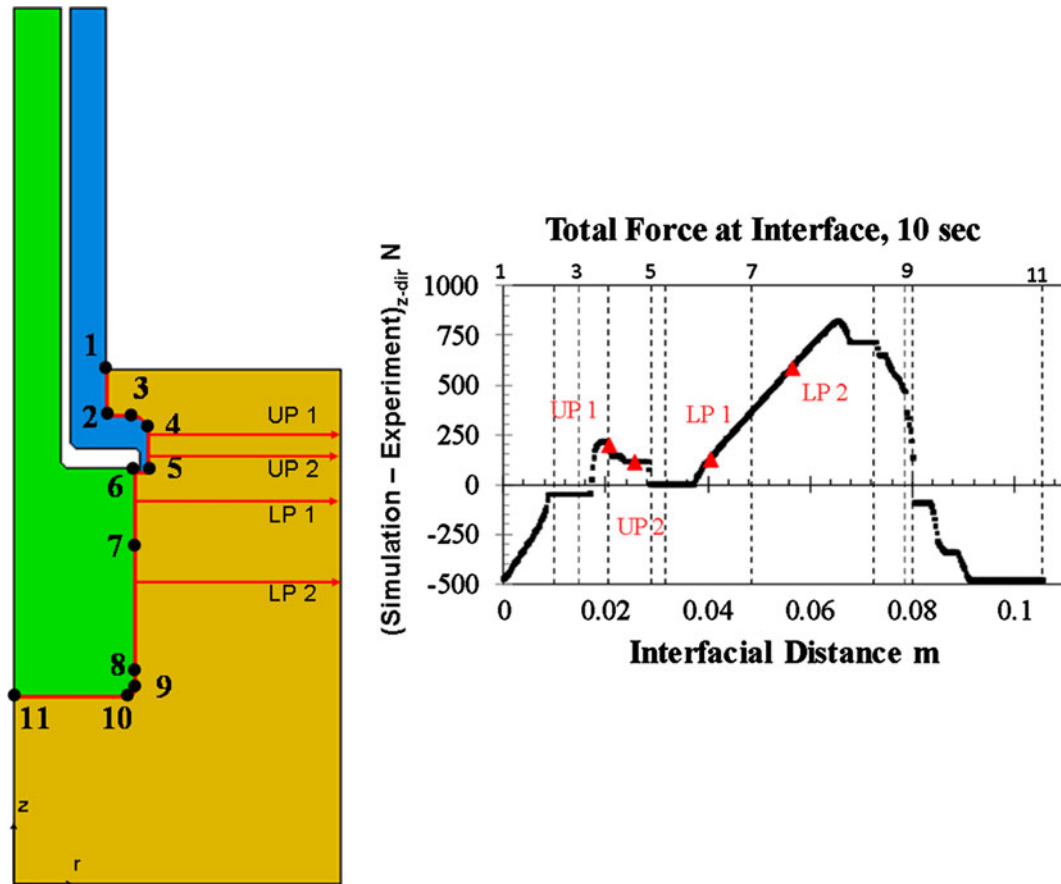 1
3
2
4
UP 1
UP 2
5
6
LP 1
7
LP 2
8
9
11
10
z
r
Total Force at Interface, 10 sec
1
3
5
7
9
11
(Simulation – Experiment)z-dir N
1000
750
500
250
0
-250
-500
UP 1
UP 2
LP 1
LP 2
0
0.02
0.04
0.06
0.08
0.1
Interfacial Distance m